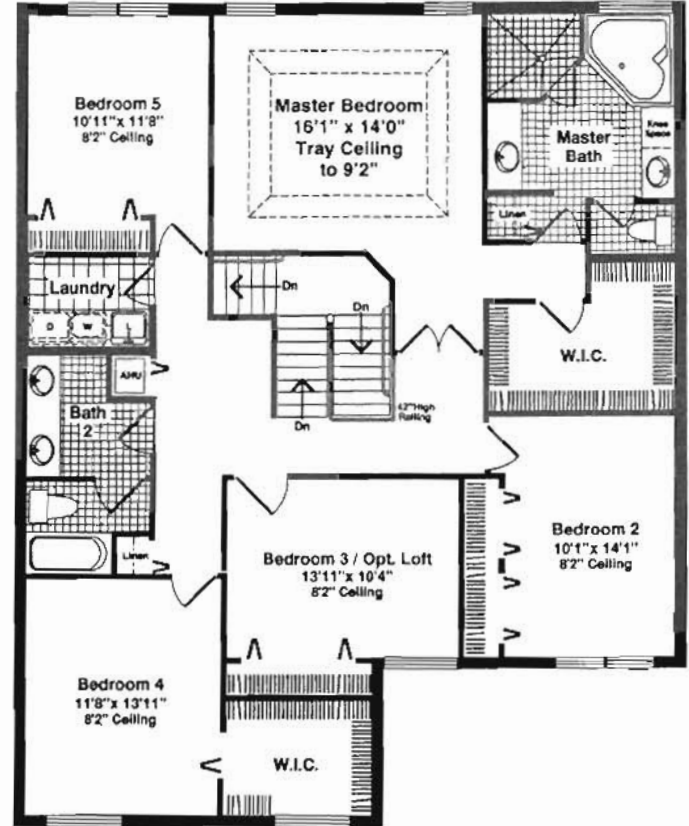 Bedroom 5
10'11"x 11'8"
8'2" Ceiling
Master Bedroom
16'1" x 14'0"
Tray Ceiling
to 9'2"
Knee
Space
Master
Bath
Linen
Laundry
D W L
Dn
Dn
Dn
W.I.C.
AHU
Bath
2
42"High
Railing
Linen
Bedroom 3 / Opt. Loft
13'11"x 10'4"
8'2" Ceiling
Bedroom 2
10'1"x 14'1"
8'2" Ceiling
Bedroom 4
11'8"x 13'11"
8'2" Ceiling
W.I.C.